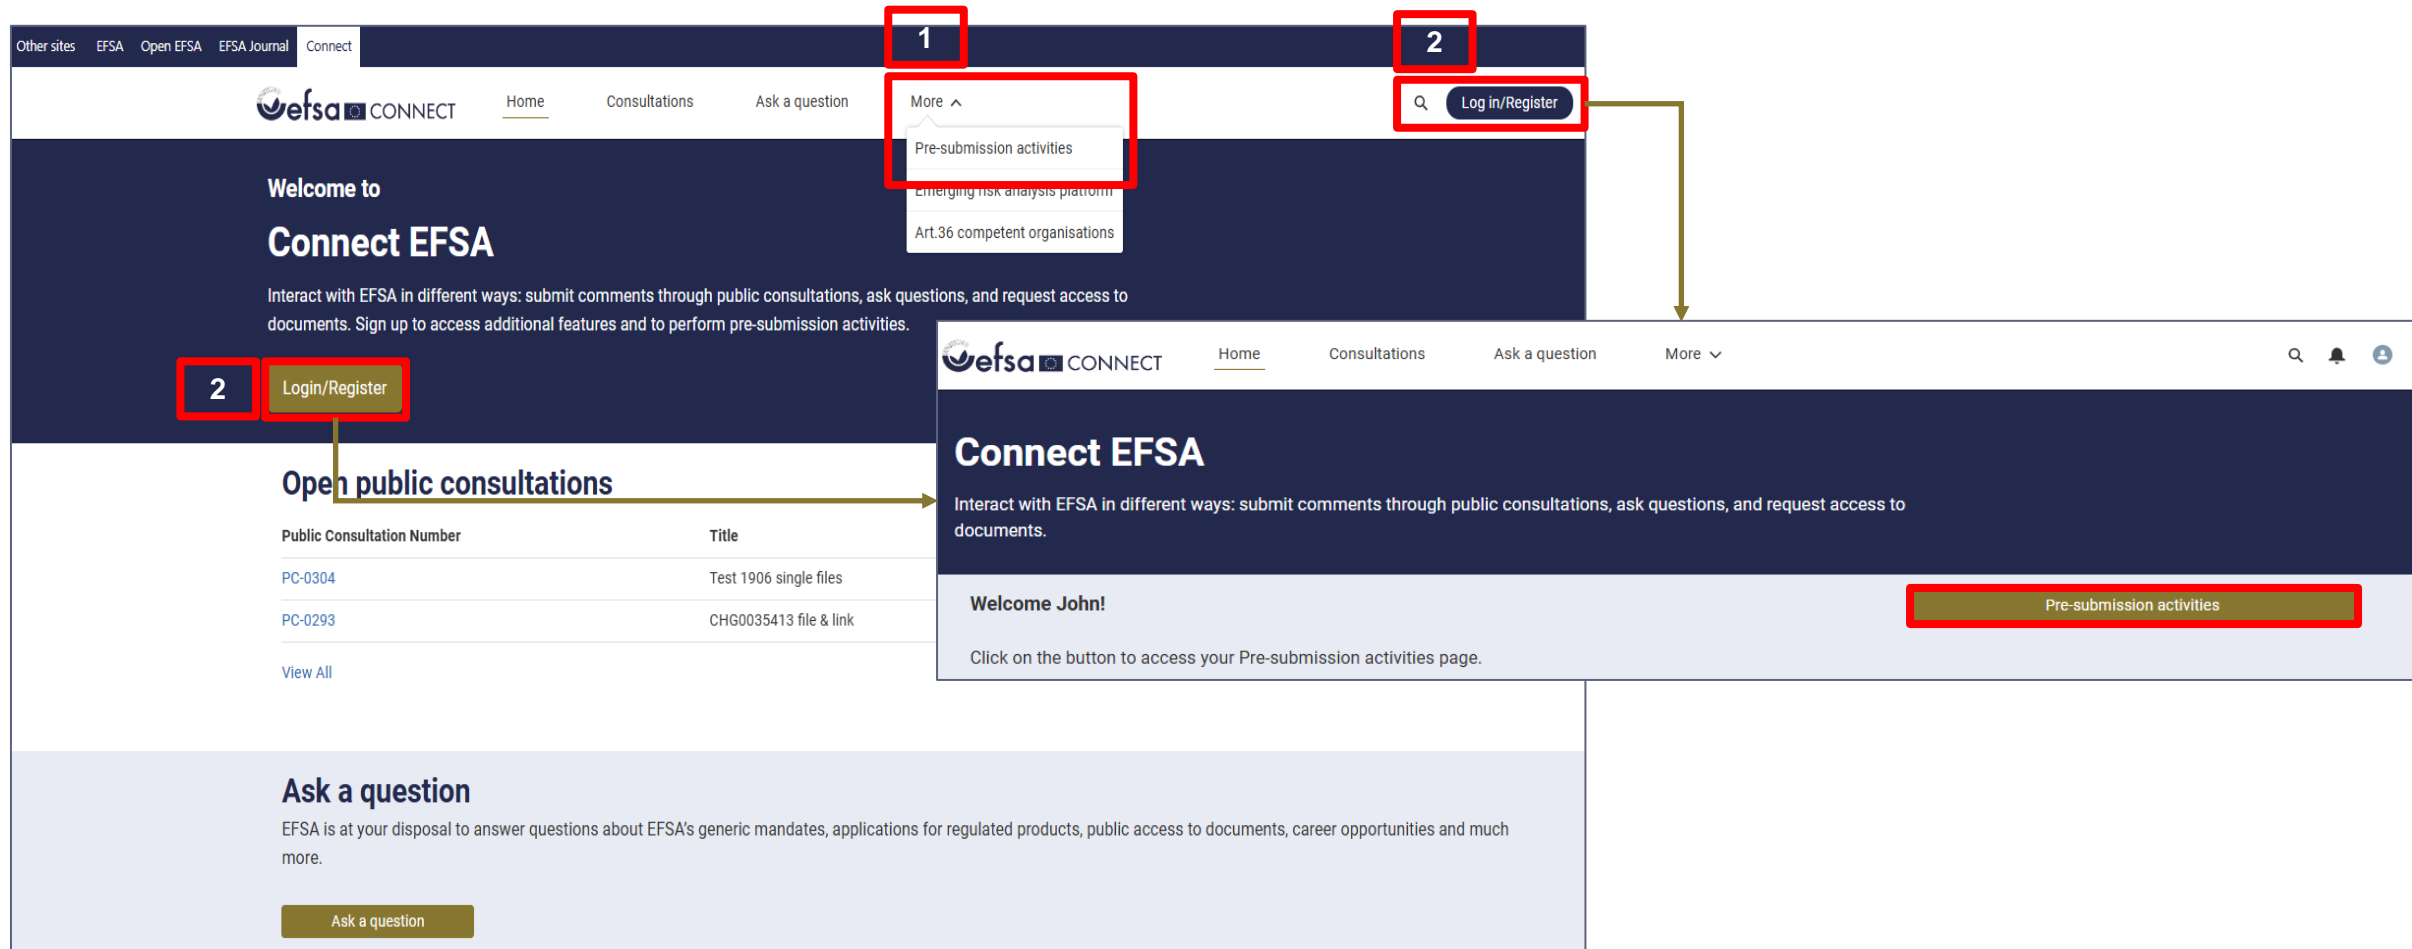 1
2
Other sites EFSA Open EFSA EFSA Journal Connect
efsa CONNECT Home Consultations Ask a question More Log in/Register
Pre-submission activities
Emerging risk analysis platform
Art.36 competent organisations
Welcome to
Connect EFSA
Interact with EFSA in different ways: submit comments through public consultations, ask questions, and request access to
documents. Sign up to access additional features and to perform pre-submission activities.
2 Login/Register
Open public consultations
Public Consultation Number Title
PC-0304 Test 1906 single files
PC-0293 CHG0035413 file & link
View All
Ask a question
EFSA is at your disposal to answer questions about EFSA's generic mandates, applications for regulated products, public access to documents, career opportunities and much
more.
Ask a question
efsa CONNECT Home Consultations Ask a question More
Connect EFSA
Interact with EFSA in different ways: submit comments through public consultations, ask questions, and request access to
documents.
Welcome John! Pre-submission activities
Click on the button to access your Pre-submission activities page.